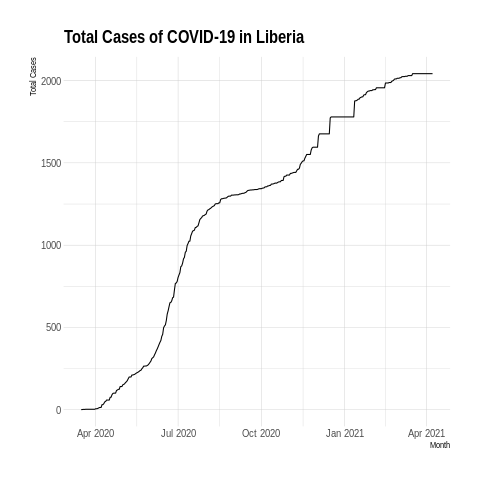 Total Cases of COVID-19 in Liberia
Total Cases
2000
1500
1000
500
0
Apr 2020 Jul 2020 Oct 2020 Jan 2021 Apr 2021
Month